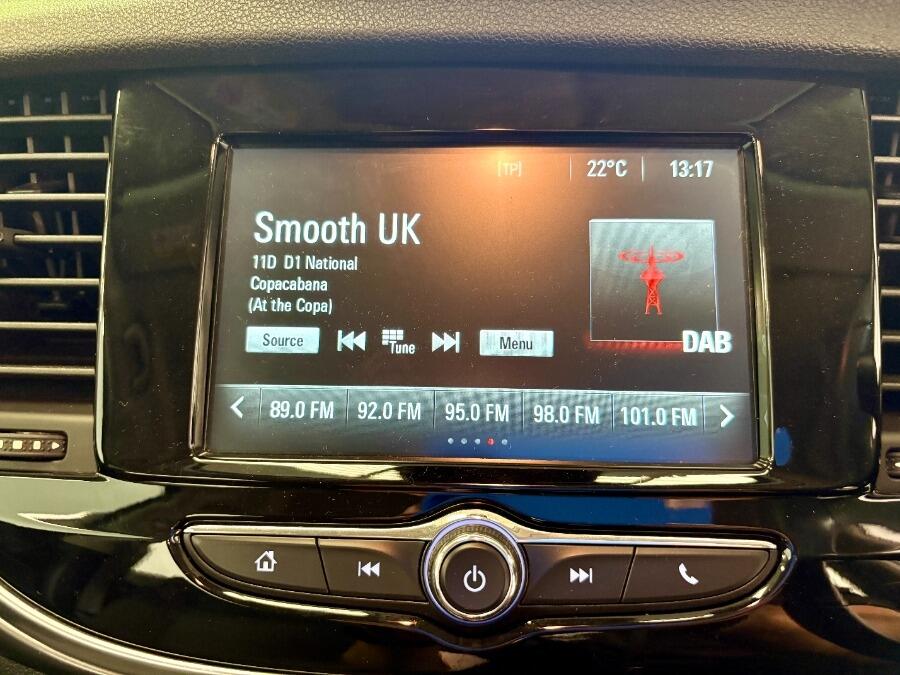 [TP] 22°C 13:17
Smooth UK
11D D1 National
Copacabana
(At the Copa)
Source Tune Menu
DAB
89.0 FM 92.0 FM 95.0 FM 98.0 FM 101.0 FM